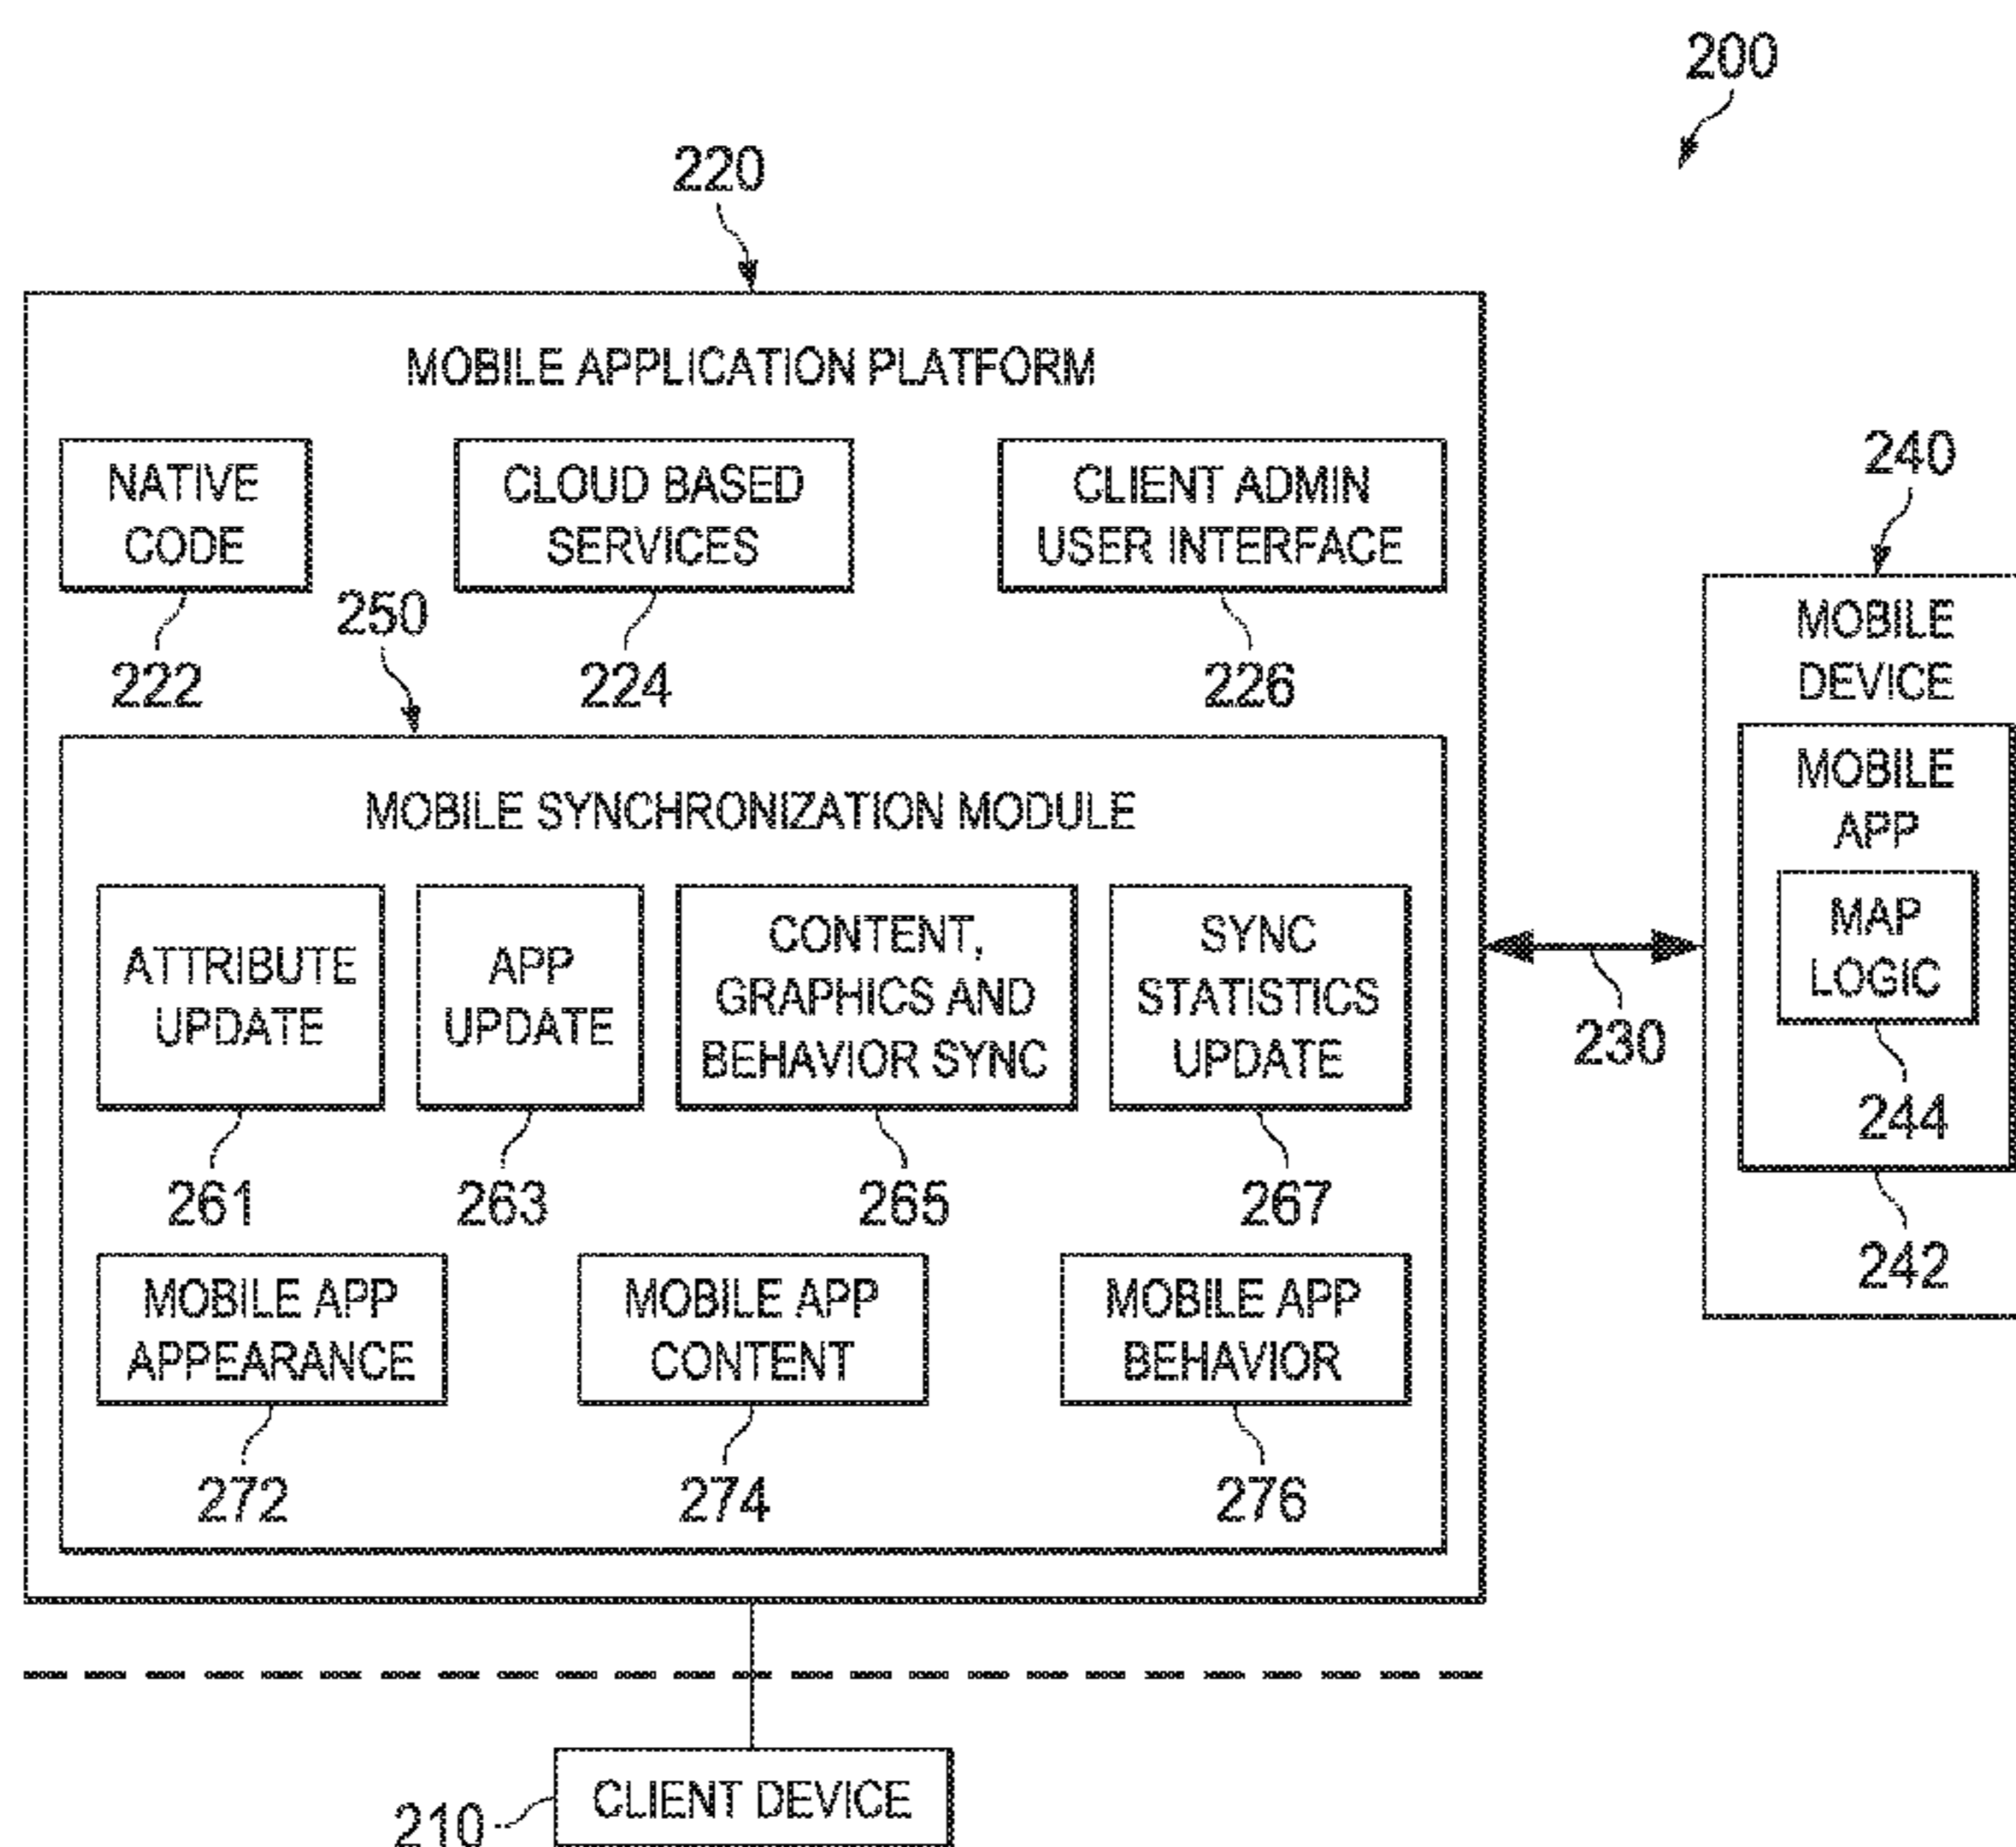 200
220
MOBILE APPLICATION PLATFORM
NATIVE
CODE
222
CLOUD BASED
SERVICES
224
CLIENT ADMIN
USER INTERFACE
226
250
MOBILE SYNCHRONIZATION MODULE
ATTRIBUTE
UPDATE
261
APP
UPDATE
263
CONTENT,
GRAPHICS AND
BEHAVIOR SYNC
265
SYNC
STATISTICS
UPDATE
267
MOBILE APP
APPEARANCE
272
MOBILE APP
CONTENT
274
MOBILE APP
BEHAVIOR
276
230
240
MOBILE
DEVICE
MOBILE
APP
MAP
LOGIC
244
242
CLIENT DEVICE
210